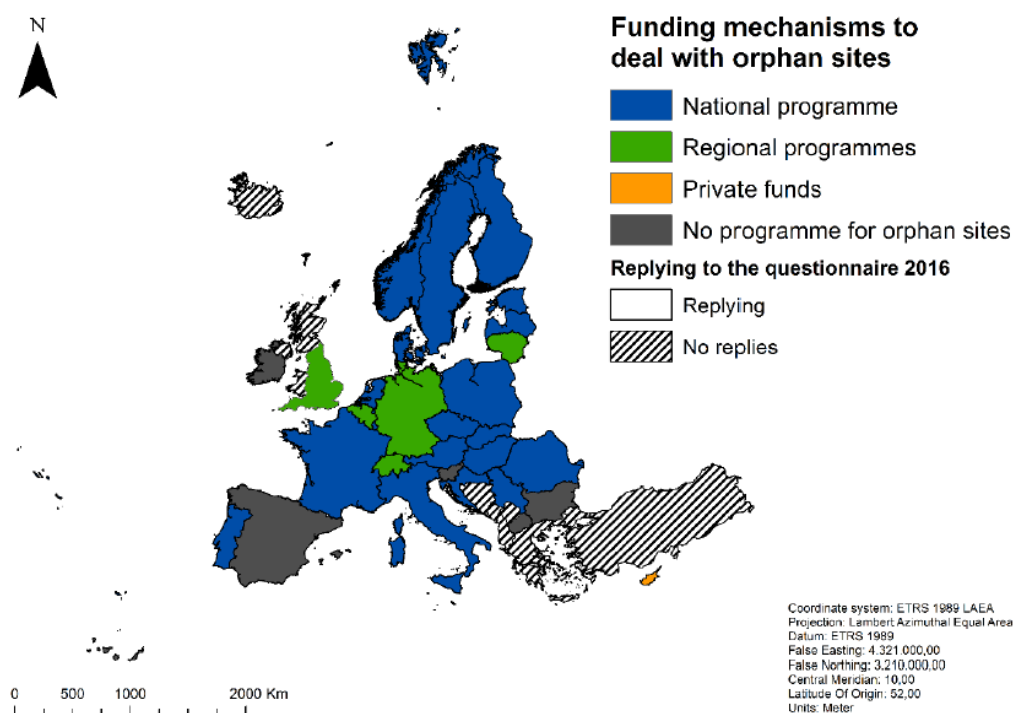 N
Funding mechanisms to
deal with orphan sites
National programme
Regional programmes
Private funds
No programme for orphan sites
Replying to the questionnaire 2016
Replying
No replies
Coordinate system: ETRS 1989 LAEA
Projection: Lambert Azimuthal Equal Area
Datum: ETRS 1989
False Easting: 4.321.000,00
False Northing: 3.210.000,00
Central Meridian: 10,00
Latitude Of Origin: 52,00
Units: Meter
0 500 1000 2000 Km